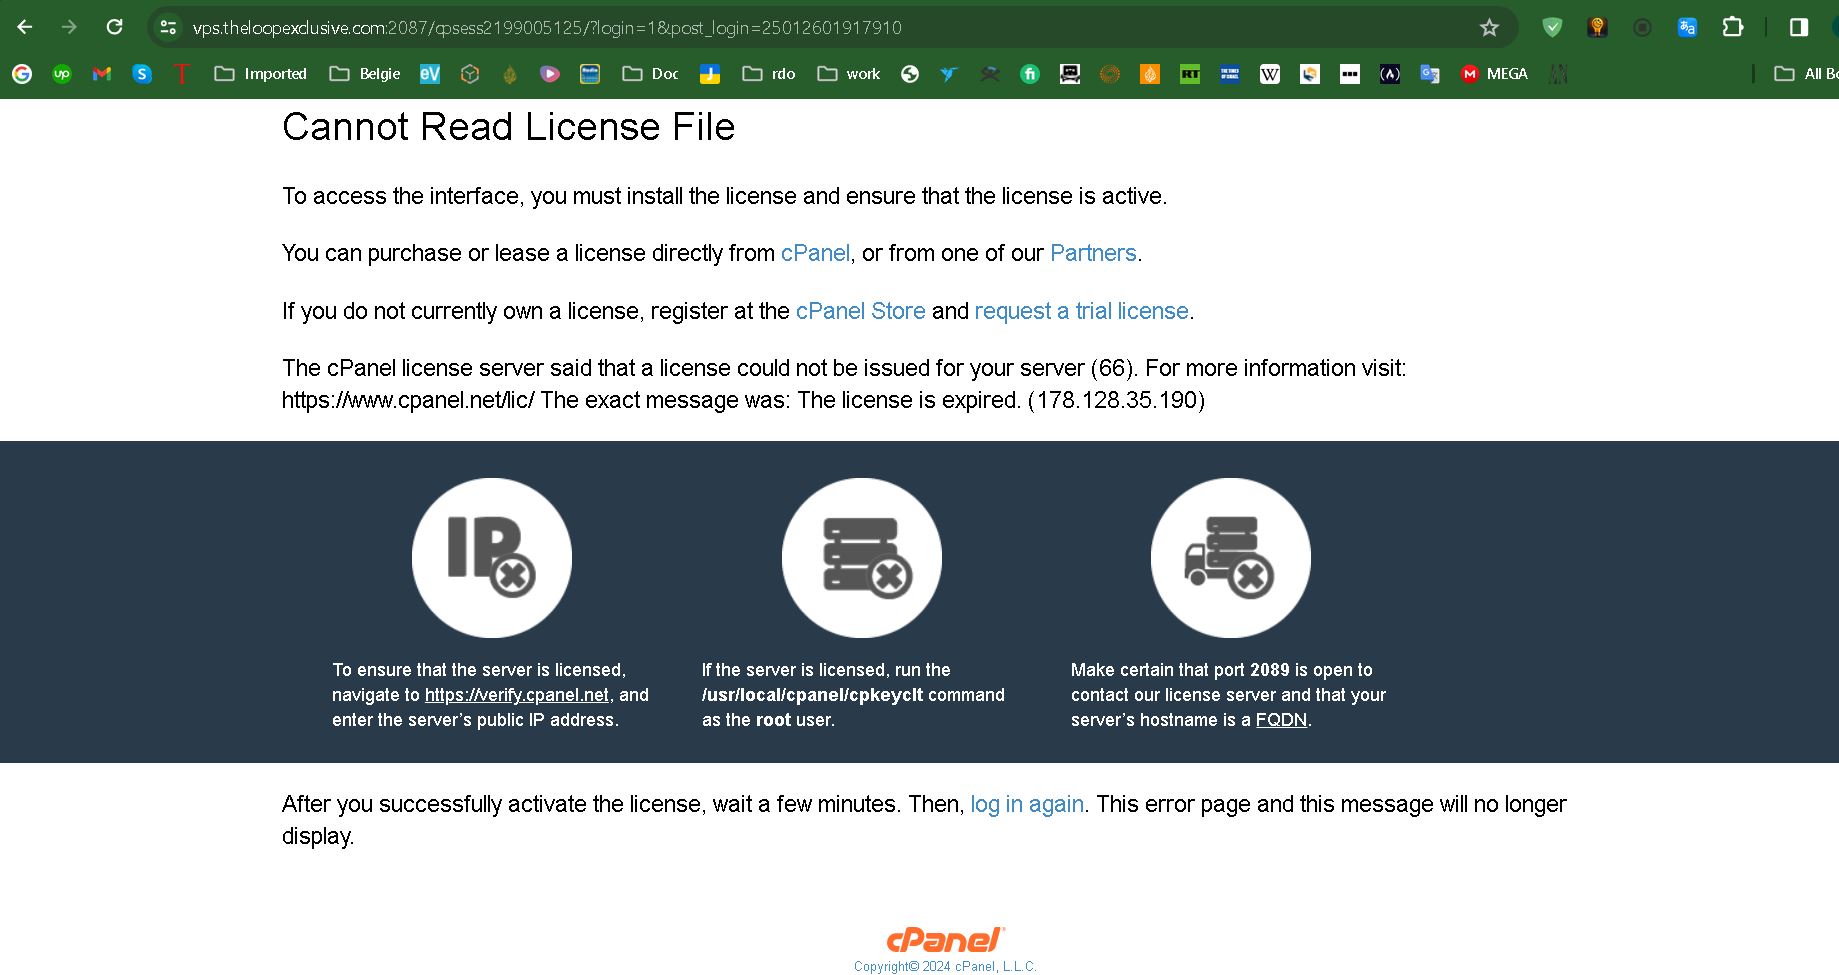 vps.theloopexclusive.com:2087/cpsess2199005125/?login=1&post_login=25012601917910
Imported Belgie eV Doc rdo work fi RT W MEGA All Bo
Cannot Read License File
To access the interface, you must install the license and ensure that the license is active.
You can purchase or lease a license directly from cPanel, or from one of our Partners.
If you do not currently own a license, register at the cPanel Store and request a trial license.
The cPanel license server said that a license could not be issued for your server (66). For more information visit:
https://www.cpanel.net/lic/ The exact message was: The license is expired. (178.128.35.190)
IP
To ensure that the server is licensed,
navigate to https://verify.cpanel.net, and
enter the server's public IP address.
If the server is licensed, run the
/usr/local/cpanel/cpkeyclt command
as the root user.
Make certain that port 2089 is open to
contact our license server and that your
server's hostname is a FQDN.
After you successfully activate the license, wait a few minutes. Then, log in again. This error page and this message will no longer
display.
cPanel
Copyright© 2024 cPanel, L.L.C.